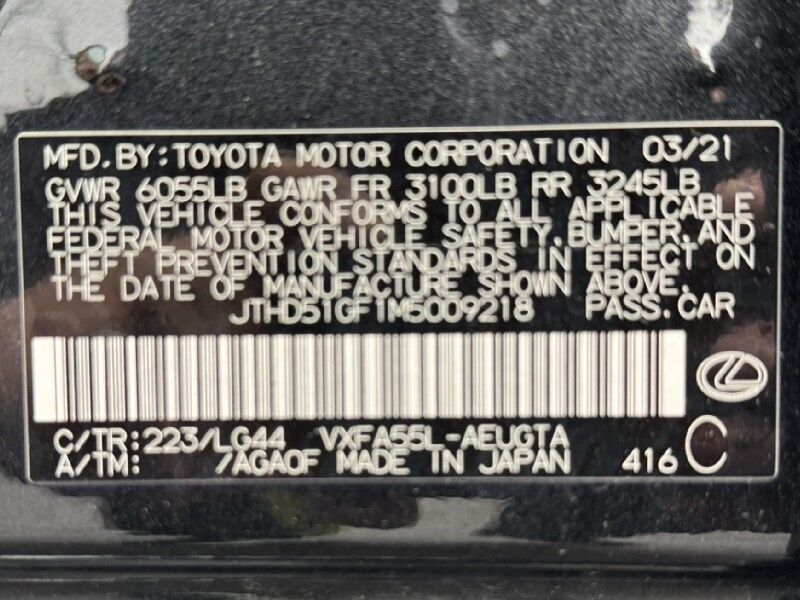 MFD. BY: TOYOTA MOTOR CORPORATION 03/21
GVWR 6055LB GAWR FR 3100LB RR 3245LB
THIS VEHICLE CONFORMS TO ALL APPLICABLE
FEDERAL MOTOR VEHICLE SAFETY, BUMPER, AND
THEFT PREVENTION STANDARDS IN EFFECT ON
THE DATE OF MANUFACTURE SHOWN ABOVE.
JTHD51GF1M5009218 PASS. CAR
C/TR: 223/LG44 VXFA55L-AEUGTA
A/TM: /AGA0F MADE IN JAPAN 416 C